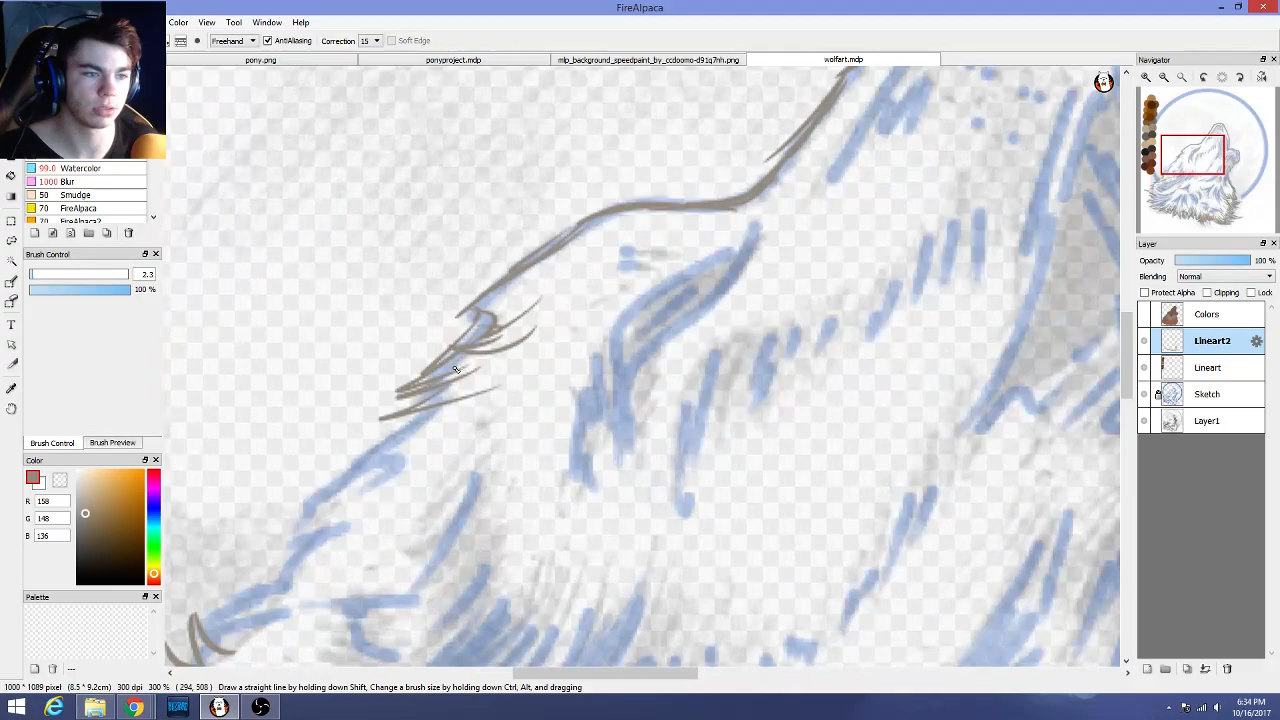 FireAlpaca
Color View Tool Window Help
Freehand AntiAliasing Correction 15 Soft Edge
pony.png ponyproject.mdp mlp_background_speedpaint_by_ccdoomo-d91q7nh.png wolfart.mdp
Navigator
99.0 Watercolor
1000 Blur
50 Smudge
70 FireAlpaca
70 FireAlpaca2
Brush Control
2.3
100 %
Layer
Opacity 100 %
Blending Normal
Protect Alpha Clipping Lock
Colors
Lineart2
Lineart
Sketch
Layer1
Brush Control Brush Preview
Color
R 158
G 148
B 136
Palette
---
1005 * 1089 pixel (8.5 * 9.2cm) 300 dpi 300 % ( 294, 508 ) Draw a straight line by holding down Shift, Change a brush size by holding down Ctrl, Alt, and dragging
6:34 PM
10/16/2017